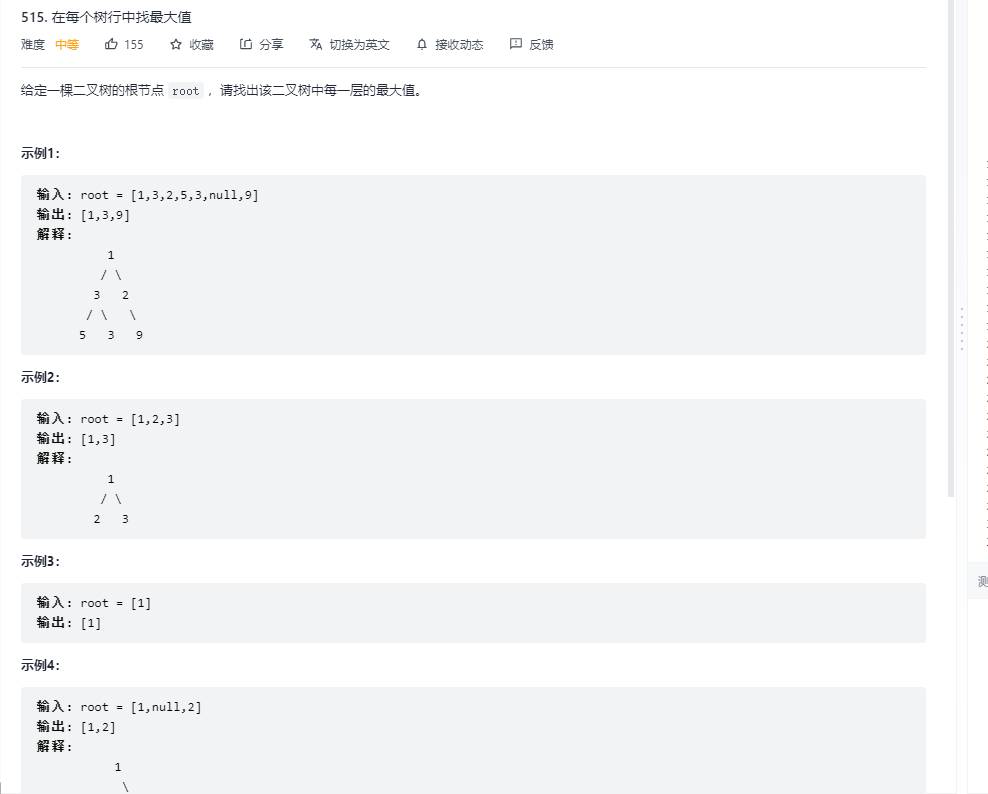 515. 在每个树行中找最大值
难度 中等 155 收藏 分享 切换为英文 接收动态 反馈
给定一棵二叉树的根节点 root ，请找出该二叉树中每一层的最大值。
示例1：
输入: root = [1,3,2,5,3,null,9]
输出: [1,3,9]
解释:
1
/ \
3 2
/ \ \
5 3 9
示例2：
输入: root = [1,2,3]
输出: [1,3]
解释:
1
/ \
2 3
示例3：
输入: root = [1]
输出: [1]
示例4：
输入: root = [1,null,2]
输出: [1,2]
解释:
1
\
测